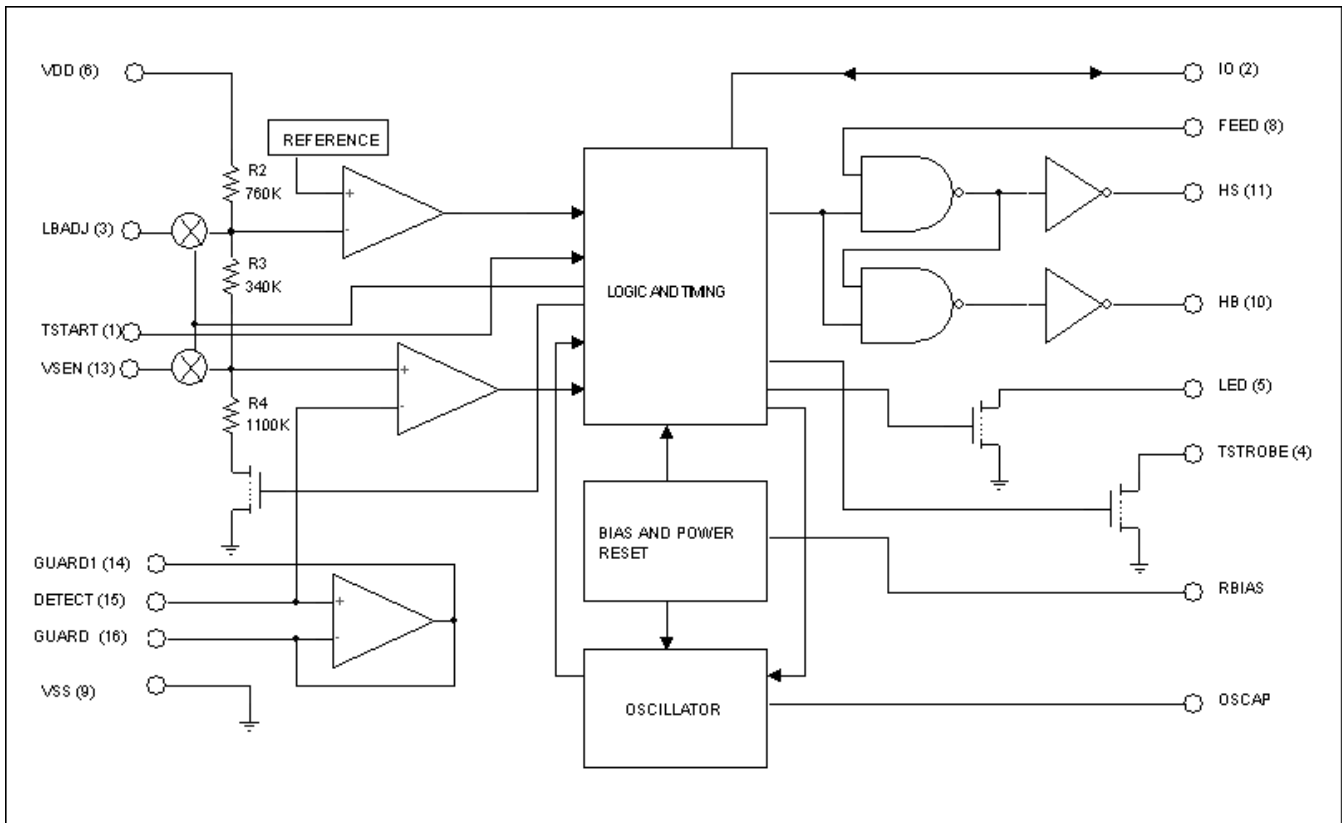 VDD (6)
REFERENCE
R2
760K
+
-
LBADJ (3)
R3
340K
TSTART (1)
VSEN (13)
R4
1100K
+
-
GUARD1 (14)
DETECT (15)
GUARD (16)
+
-
VSS (9)
LOGIC AND TIMING
BIAS AND POWER
RESET
OSCILLATOR
IO (2)
FEED (8)
HS (11)
HB (10)
LED (5)
TSTROBE (4)
RBIAS
OSCAP